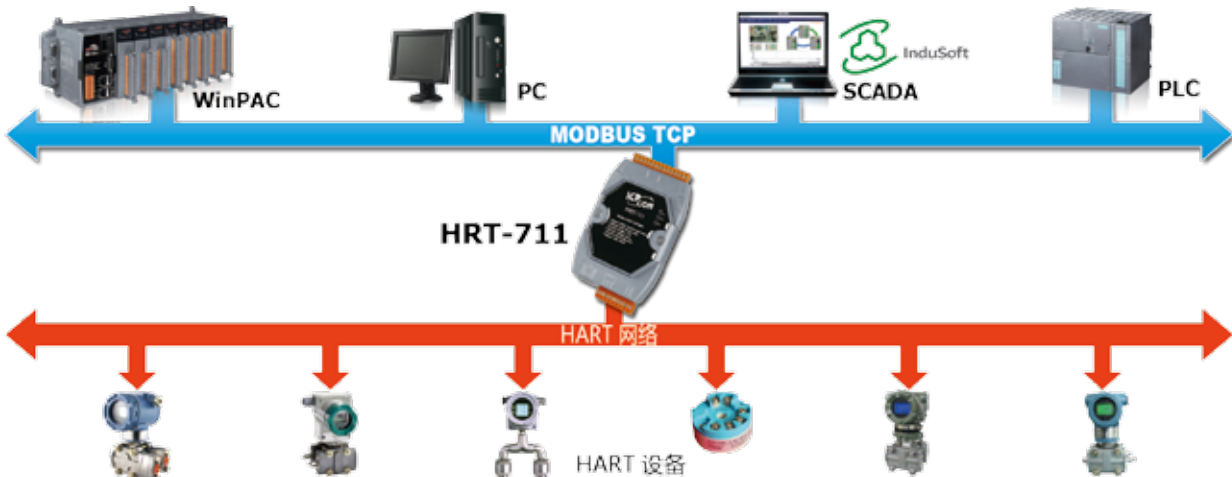 WinPAC
PC
InduSoft
SCADA
PLC
MODBUS TCP
HRT-711
HART 网络
HART 设备